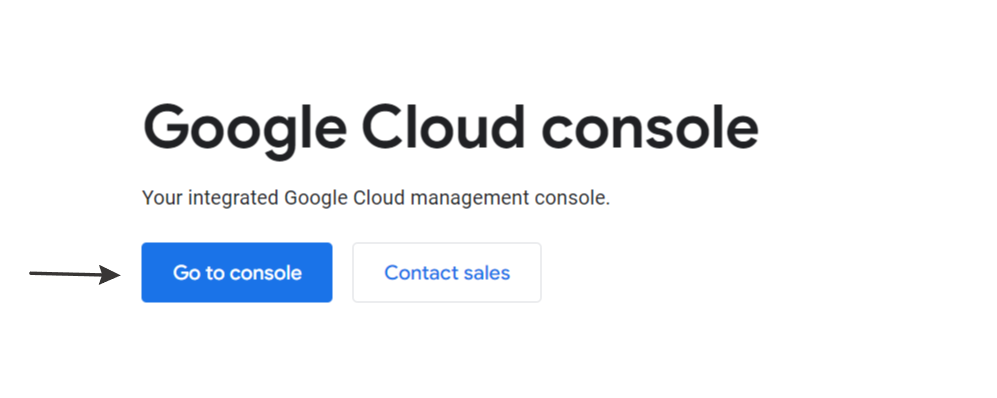 Google Cloud console
Your integrated Google Cloud management console.
Go to console
Contact sales